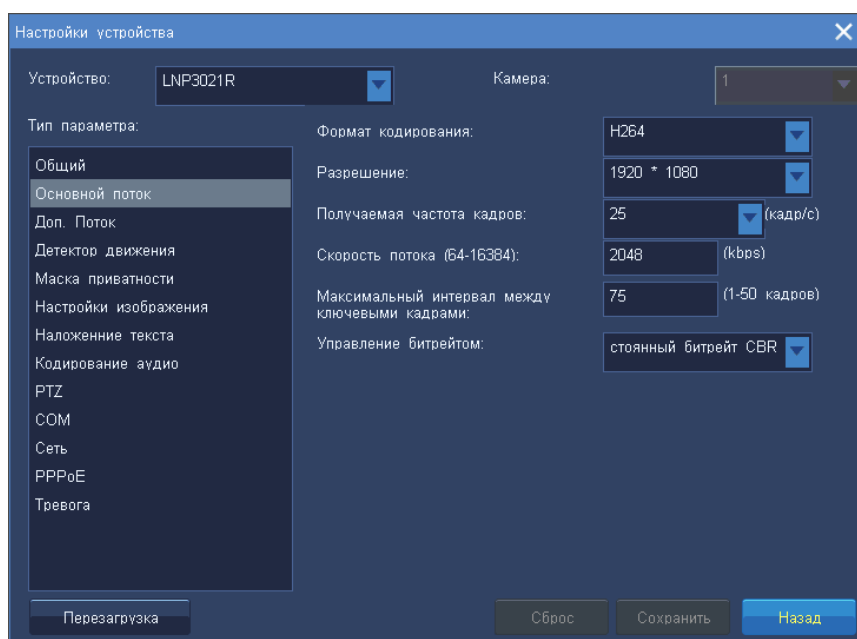 Настройки устройства
Устройство: LNP3021R Камера: 1
Тип параметра:
Общий
Основной поток
Доп. Поток
Детектор движения
Маска приватности
Настройки изображения
Наложенние текста
Кодирование аудио
PTZ
COM
Сеть
PPPoE
Тревога
Формат кодирования: H264
Разрешение: 1920 * 1080
Получаемая частота кадров: 25 (кадр/с)
Скорость потока (64-16384): 2048 (kbps)
Максимальный интервал между
ключевыми кадрами: 75 (1-50 кадров)
Управление битрейтом: стоянный битрейт CBR
Перезагрузка Сброс Сохранить Назад